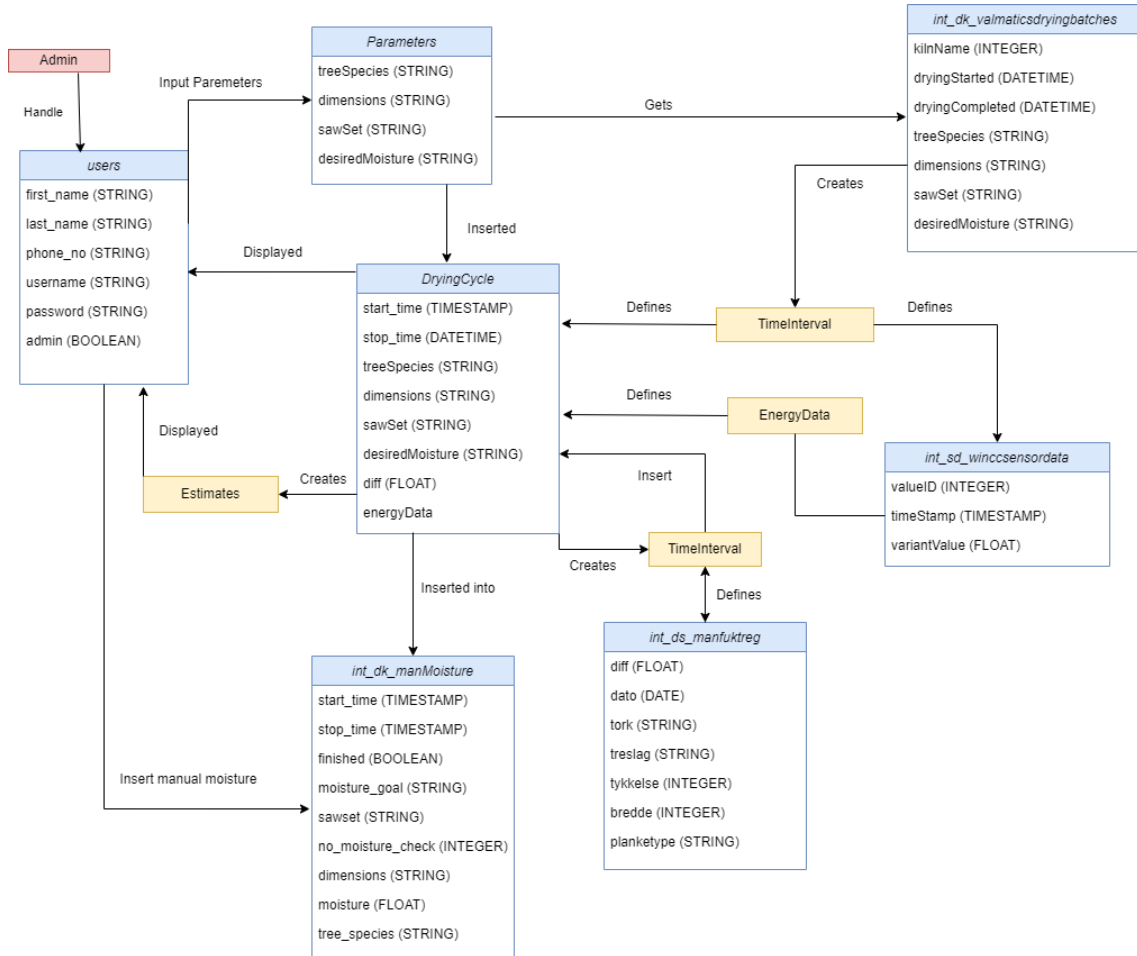 Admin
Handle
users
first_name (STRING)
last_name (STRING)
phone_no (STRING)
username (STRING)
password (STRING)
admin (BOOLEAN)
Input Paremeters
Parameters
treeSpecies (STRING)
dimensions (STRING)
sawSet (STRING)
desiredMoisture (STRING)
Gets
int_dk_valmaticsdryingbatches
kilnName (INTEGER)
dryingStarted (DATETIME)
dryingCompleted (DATETIME)
treeSpecies (STRING)
dimensions (STRING)
sawSet (STRING)
desiredMoisture (STRING)
Creates
Inserted
Displayed
DryingCycle
start_time (TIMESTAMP)
stop_time (DATETIME)
treeSpecies (STRING)
dimensions (STRING)
sawSet (STRING)
desiredMoisture (STRING)
diff (FLOAT)
energyData
Defines
TimeInterval
Defines
Defines
EnergyData
int_sd_winccsensordata
valueID (INTEGER)
timeStamp (TIMESTAMP)
variantValue (FLOAT)
Displayed
Estimates
Creates
Insert
TimeInterval
Creates
Defines
Inserted into
int_ds_manfuktreg
diff (FLOAT)
dato (DATE)
tork (STRING)
treslag (STRING)
tykkelse (INTEGER)
bredde (INTEGER)
planketype (STRING)
Insert manual moisture
int_dk_manMoisture
start_time (TIMESTAMP)
stop_time (TIMESTAMP)
finished (BOOLEAN)
moisture_goal (STRING)
sawset (STRING)
no_moisture_check (INTEGER)
dimensions (STRING)
moisture (FLOAT)
tree_species (STRING)